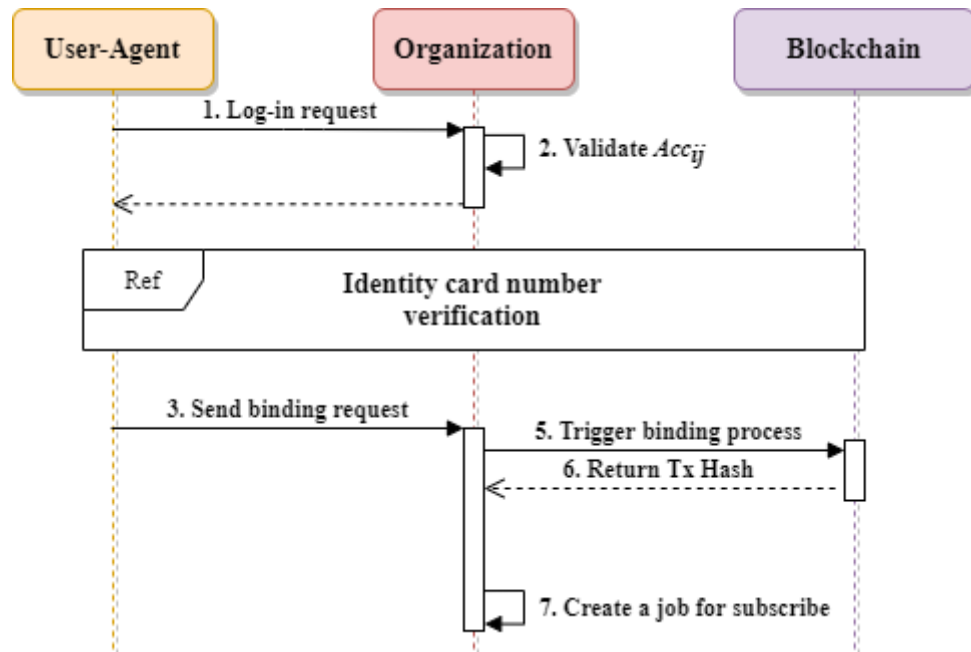 User-Agent
Organization
Blockchain
1. Log-in request
2. Validate Accij
Ref
Identity card number
verification
3. Send binding request
5. Trigger binding process
6. Return Tx Hash
7. Create a job for subscribe